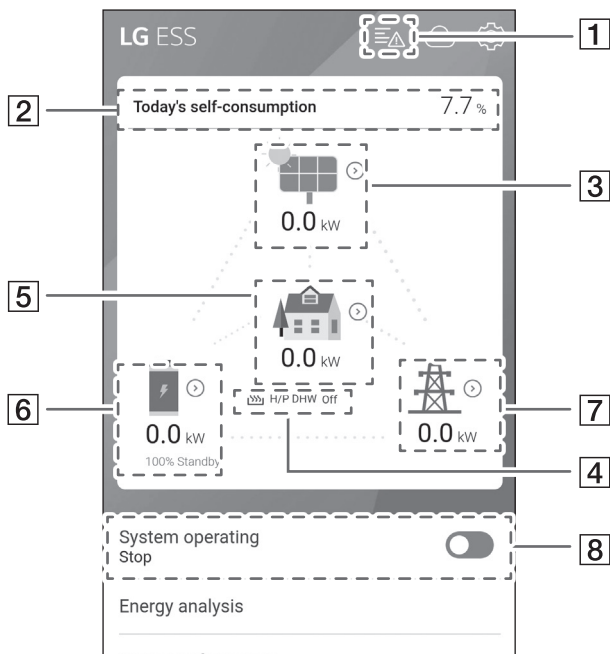 LG ESS
1
2
Today's self-consumption 7.7 %
3
0.0 kW
5
0.0 kW
6
H/P DHW Off
0.0 kW
0.0 kW
7
100% Standby
4
System operating
Stop
8
Energy analysis